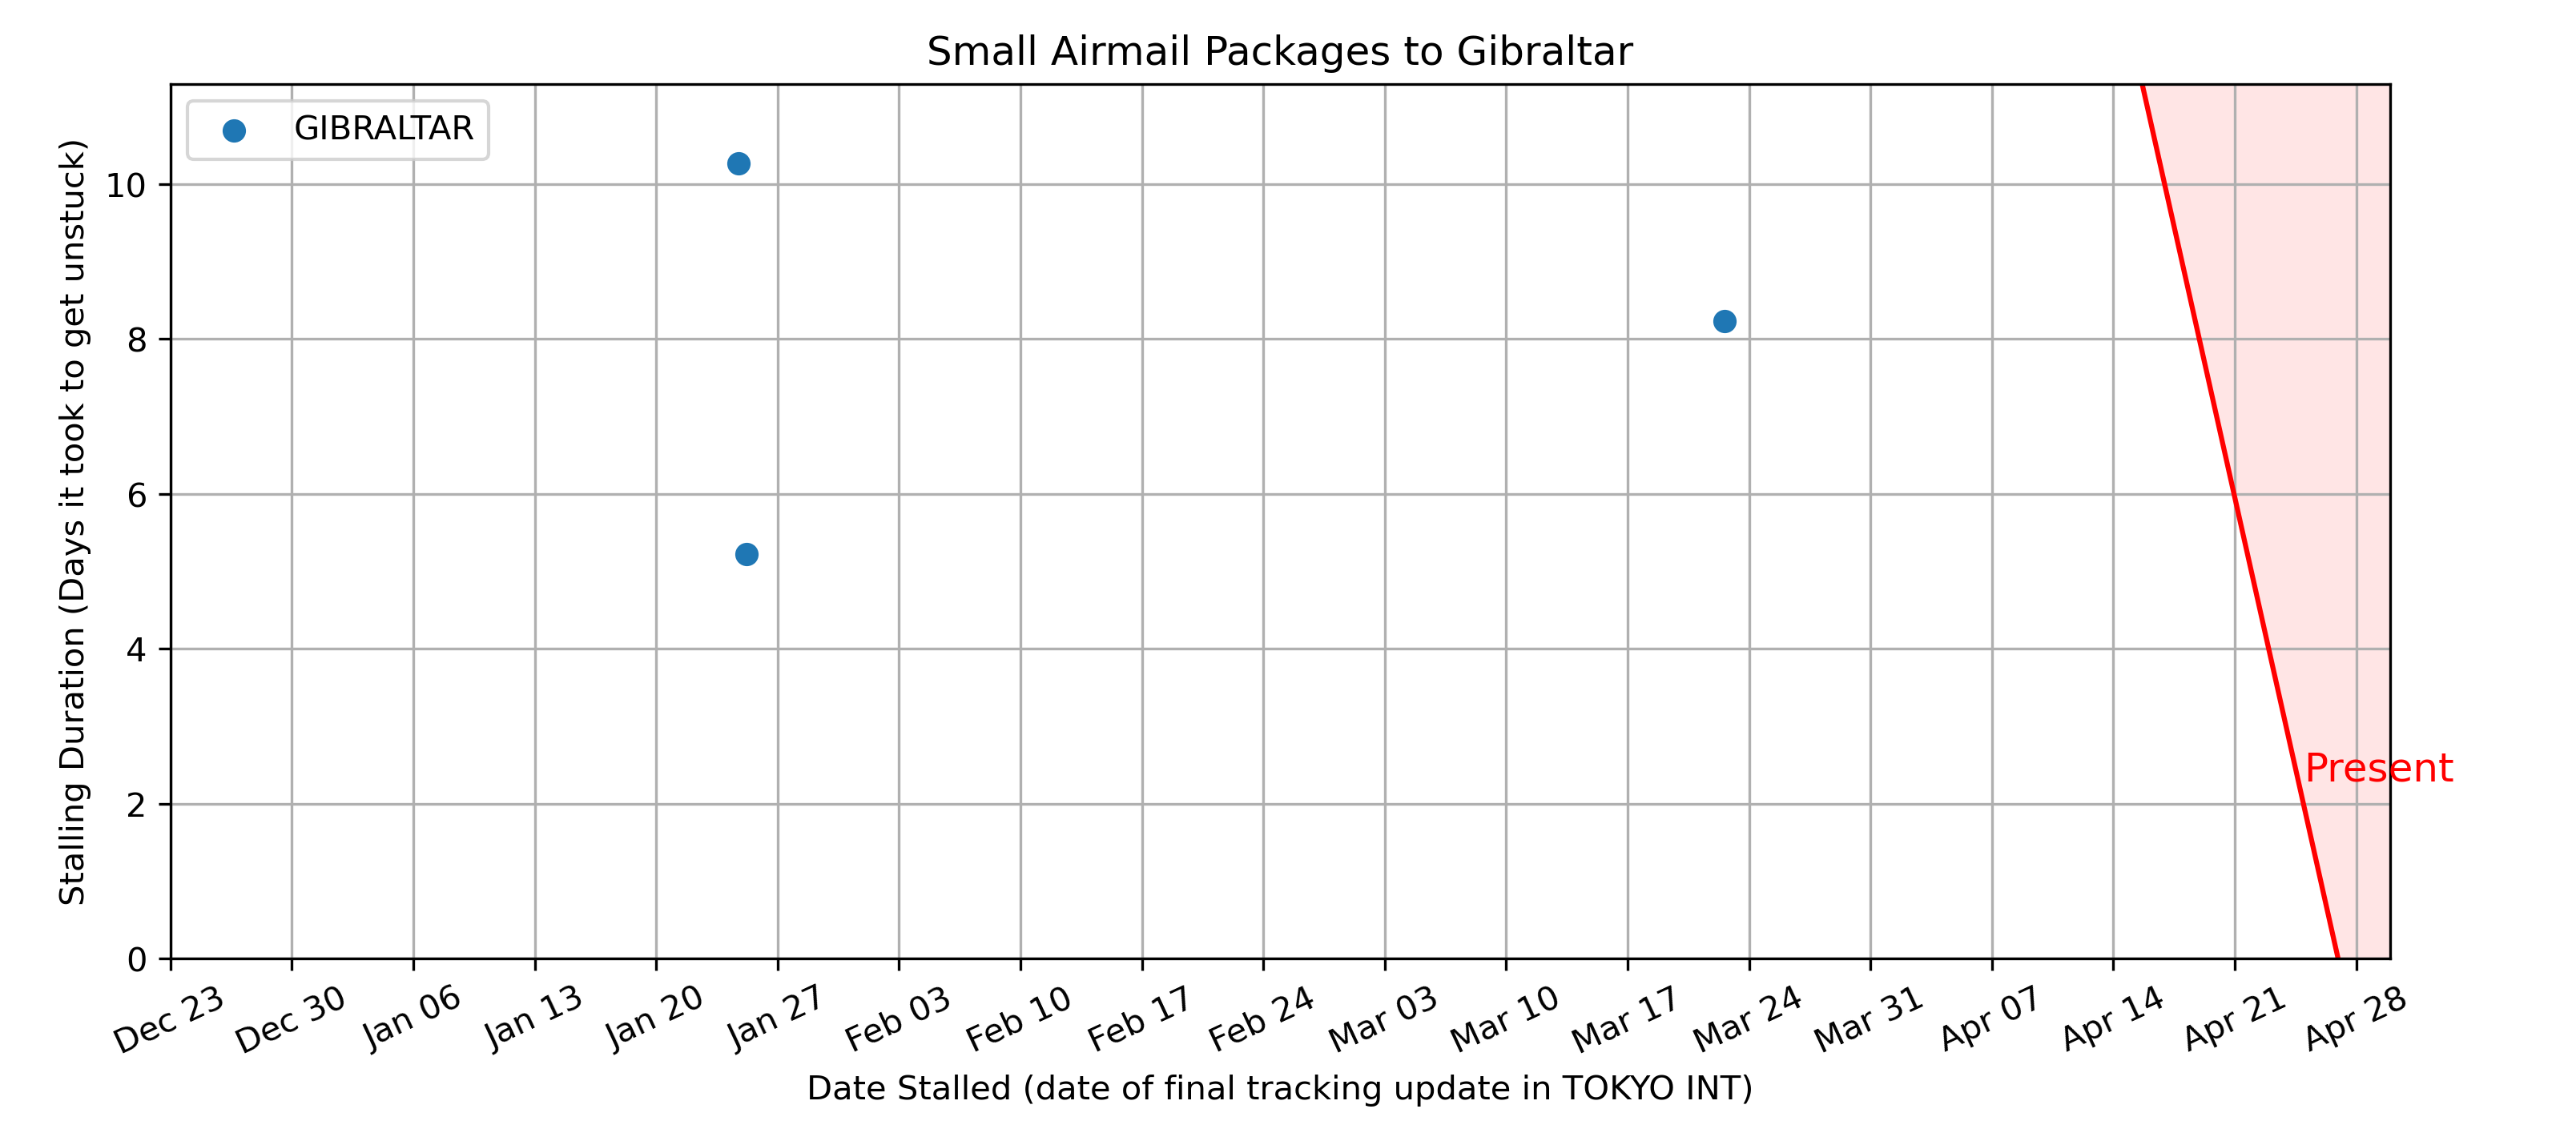 Small Airmail Packages to Gibraltar
GIBRALTAR
Stalling Duration (Days it took to get unstuck)
10
8
6
4
2
0
Present
Dec 23
Dec 30
Jan 06
Jan 13
Jan 20
Jan 27
Feb 03
Feb 10
Feb 17
Feb 24
Mar 03
Mar 10
Mar 17
Mar 24
Mar 31
Apr 07
Apr 14
Apr 21
Apr 28
Date Stalled (date of final tracking update in TOKYO INT)